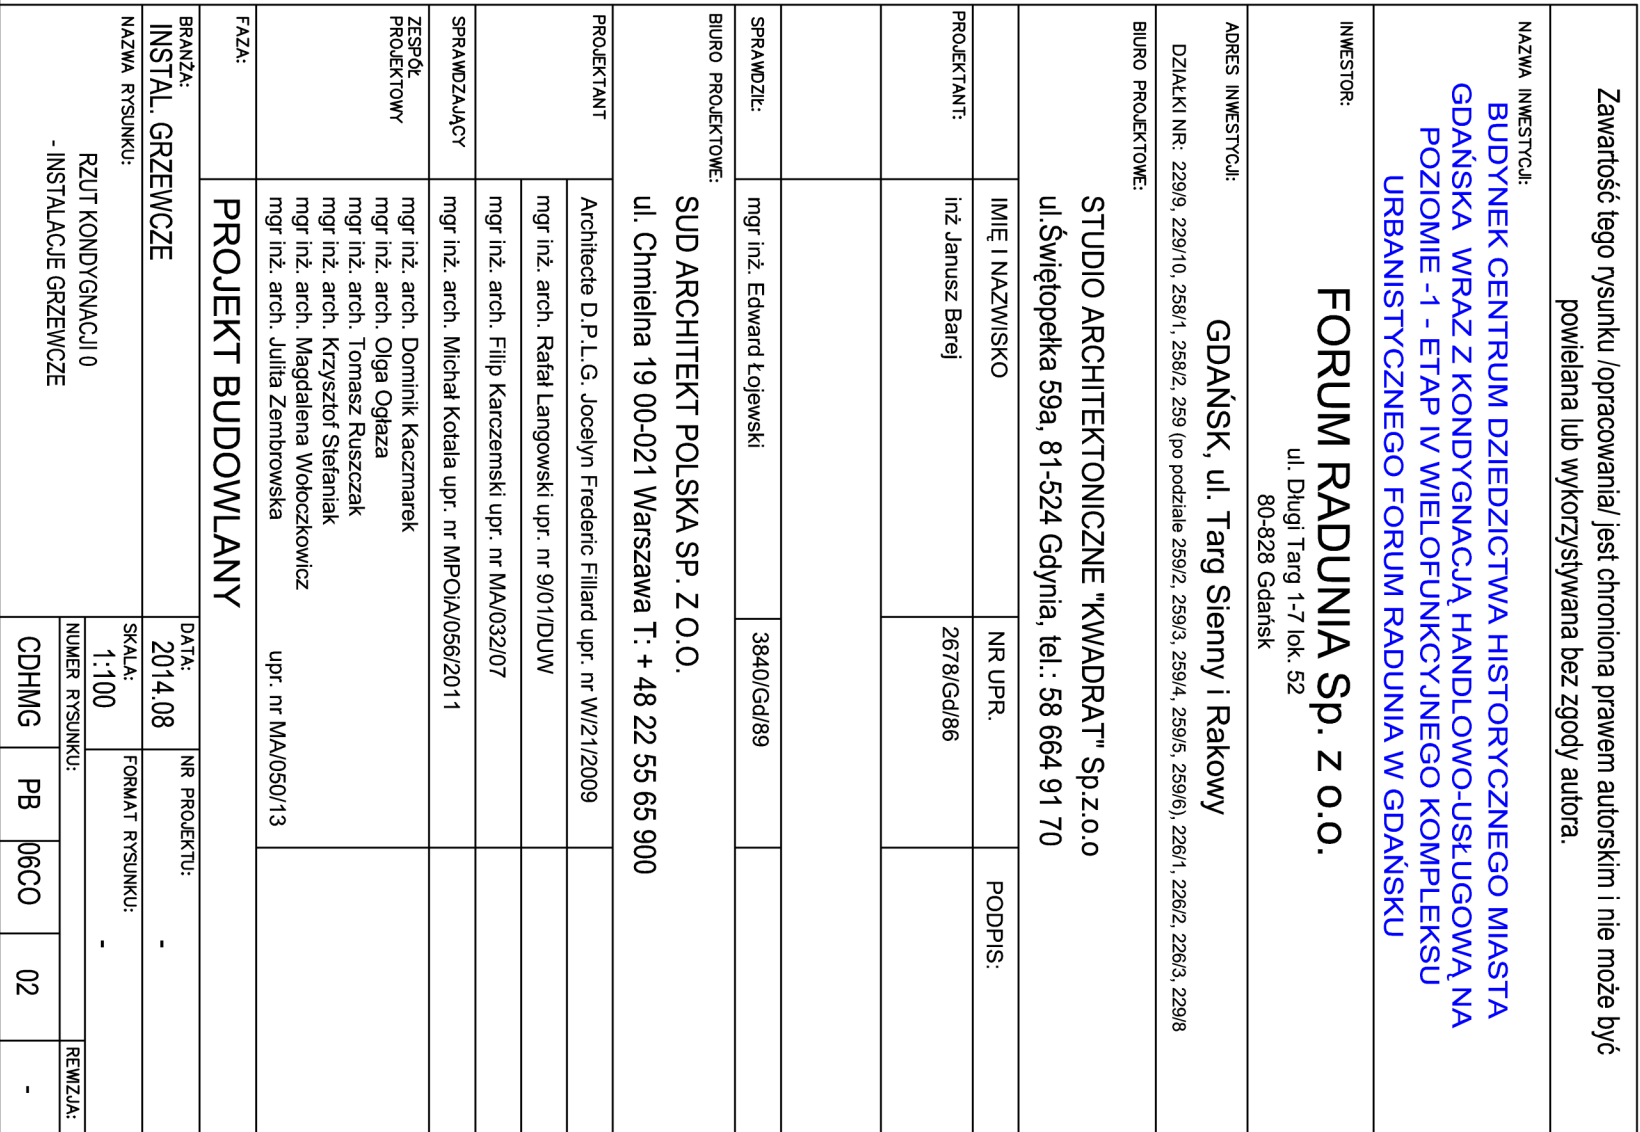 Zawartość tego rysunku /opracowania/ jest chroniona prawem autorskim i nie może być
powielana lub wykorzystywana bez zgody autora.
NAZWA INWESTYCJI:
BUDYNEK CENTRUM DZIEDZICTWA HISTORYCZNEGO MIASTA
GDAŃSKA WRAZ Z KONDYGNACJĄ HANDLOWO-USŁUGOWĄ NA
POZIOMIE -1 - ETAP IV WIELOFUNKCYJNEGO KOMPLEKSU
URBANISTYCZNEGO FORUM RADUNIA W GDAŃSKU
INWESTOR:
FORUM RADUNIA Sp. z o.o.
ul. Długi Targ 1-7 lok. 52
80-828 Gdańsk
ADRES INWESTYCJI:
GDAŃSK, ul. Targ Sienny i Rakowy
DZIAŁKI NR: 229/9, 229/10, 258/1, 258/2, 259 (po podziale 259/2, 259/3, 259/4, 259/5, 259/6), 226/1, 226/2, 226/3, 229/8
BIURO PROJEKTOWE:
STUDIO ARCHITEKTONICZNE "KWADRAT" Sp.z.o.o
ul.Świętopełka 59a, 81-524 Gdynia, tel.: 58 664 91 70
IMIĘ I NAZWISKO NR UPR. PODPIS:
PROJEKTANT: inż Janusz Barej 2678/Gd/86
SPRAWDZIŁ: mgr inż. Edward Łojewski 3840/Gd/89
BIURO PROJEKTOWE:
SUD ARCHITEKT POLSKA SP. Z O.O.
ul. Chmielna 19 00-021 Warszawa T: + 48 22 55 65 900
PROJEKTANT Architecte D.P.L.G. Jocelyn Frederic Fillard upr. nr W/21/2009
mgr inż. arch. Rafał Langowski upr. nr 9/01/DUW
mgr inż. arch. Filip Karczemski upr. nr MA/032/07
SPRAWDZAJĄCY mgr inż. arch. Michał Kotala upr. nr MPOiA/056/2011
ZESPÓŁ
PROJEKTOWY
mgr inż. arch. Dominik Kaczmarek
mgr inż. arch. Olga Ogłaza
mgr inż. arch. Tomasz Ruszczak
mgr inż. arch. Krzysztof Stefaniak
mgr inż. arch. Magdalena Wołoczkowicz
mgr inż. arch. Julita Zembrowska upr. nr MA/050/13
FAZA: PROJEKT BUDOWLANY
BRANŻA:
INSTAL. GRZEWCZE
DATA:
2014.08
NR PROJEKTU:
-
NAZWA RYSUNKU:
RZUT KONDYGNACJI 0
- INSTALACJE GRZEWCZE
SKALA:
1:100
FORMAT RYSUNKU:
-
NUMER RYSUNKU: REWIZJA:
CDHMG PB 06CO 02 -